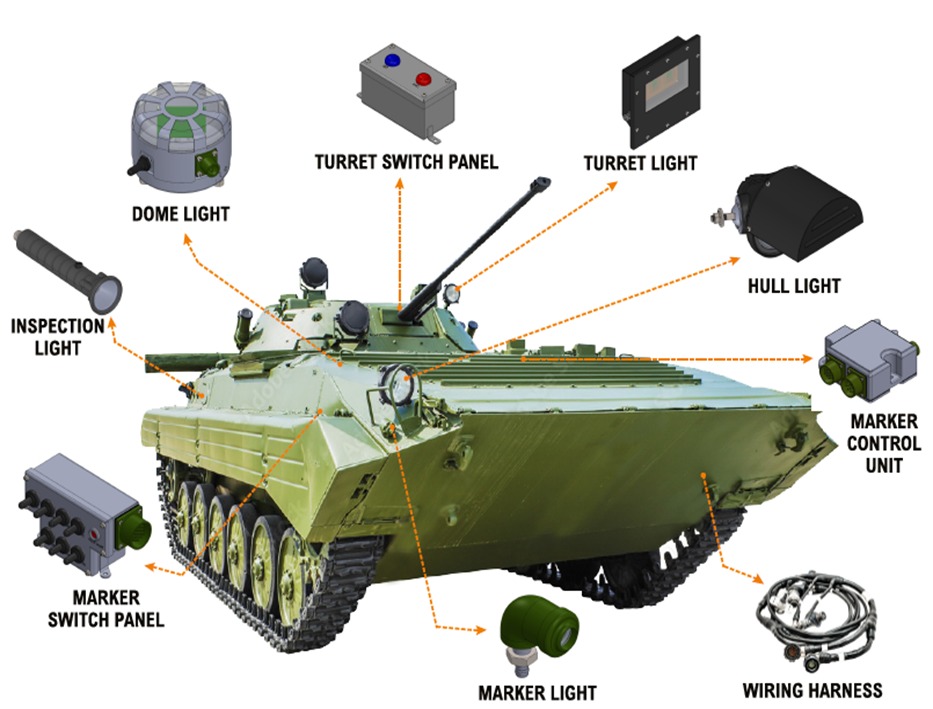 TURRET SWITCH PANEL
TURRET LIGHT
DOME LIGHT
HULL LIGHT
INSPECTION
LIGHT
MARKER
CONTROL
UNIT
MARKER
SWITCH PANEL
MARKER LIGHT
WIRING HARNESS